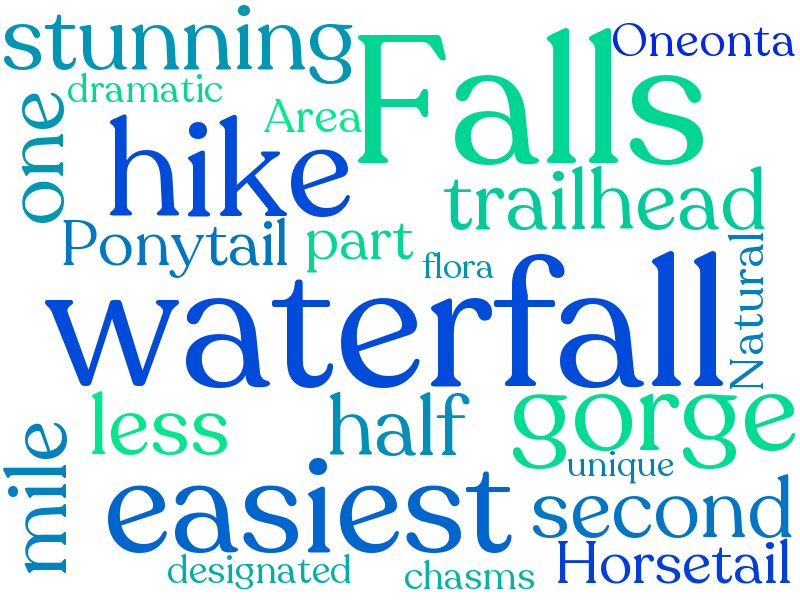 stunning
Oneonta
Falls
dramatic
Area
one
hike
trailhead
Ponytail
part
flora
Natural
waterfall
less
half
gorge
mile
easiest
unique
second
Horsetail
designated
chasms